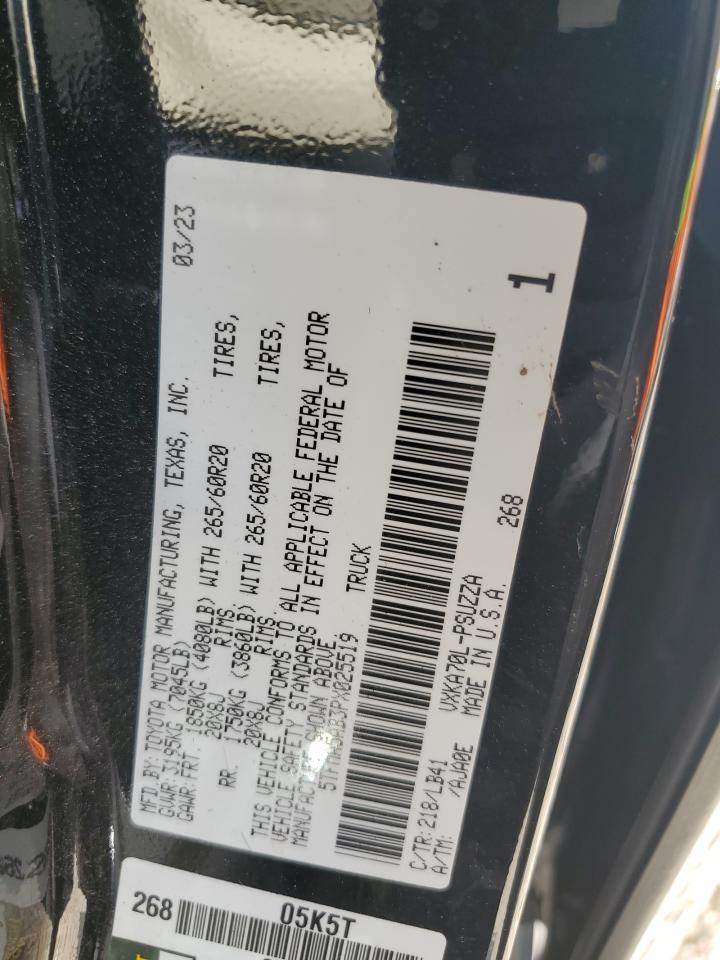 MFD.BY: TOYOTA MOTOR MANUFACTURING, TEXAS, INC. 03/23
GVWR: 3195KG (7045LB)
GAWR: FRT. 1850KG (4080LB) WITH 265/60R20 TIRES,
20X8J RIMS.
RR. 1750KG (3860LB) WITH 265/60R20 TIRES,
20X8J RIMS.
THIS VEHICLE CONFORMS TO ALL APPLICABLE FEDERAL MOTOR
VEHICLE SAFETY STANDARDS IN EFFECT ON THE DATE OF
MANUFACTURE SHOWN ABOVE.
TRUCK
C/TR: 218/LB41 VXKA70L-PSUZZA 268 1
A/TM: /AJA0E MADE IN U.S.A.
268 05K5T